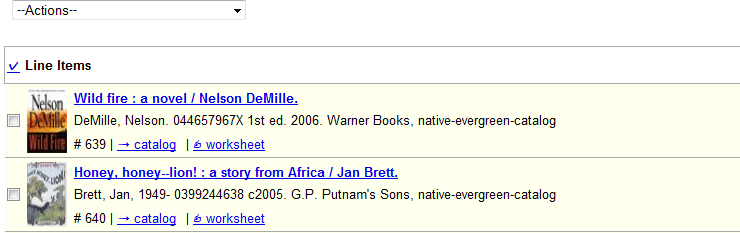 --Actions--
✓ Line Items
Nelson
DeMille
Wild Fire
Wild fire : a novel / Nelson DeMille.
DeMille, Nelson. 044657967X 1st ed. 2006. Warner Books, native-evergreen-catalog
# 639 | → catalog | ✍ worksheet
Honey, honey--lion! : a story from Africa / Jan Brett.
Brett, Jan, 1949- 0399244638 c2005. G.P. Putnam's Sons, native-evergreen-catalog
# 640 | → catalog | ✍ worksheet